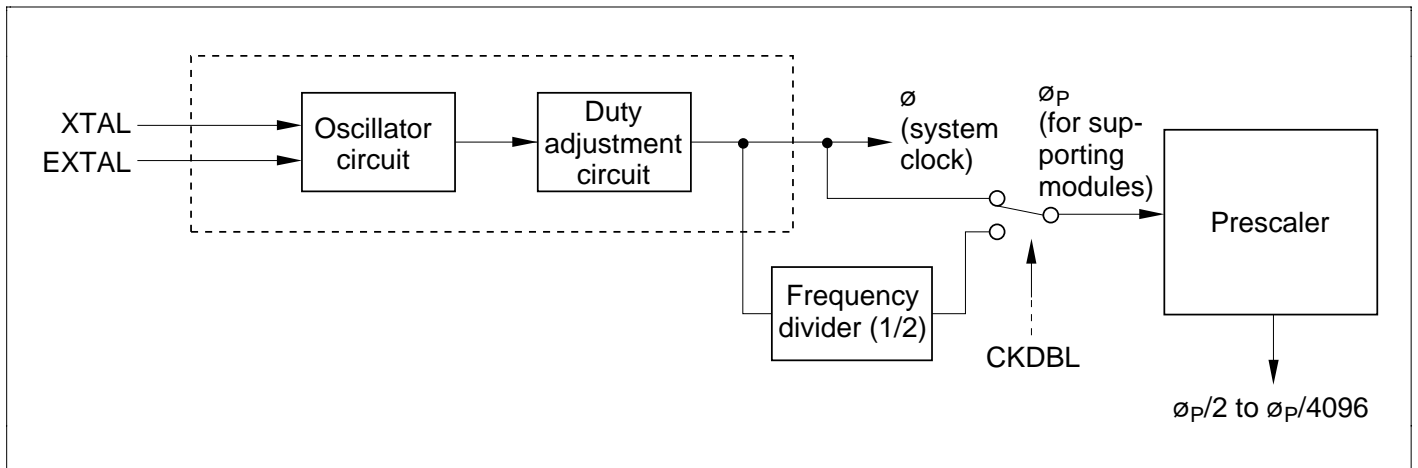 XTAL
EXTAL
Oscillator
circuit
Duty
adjustment
circuit
ø
(system
clock)
øP
(for sup-
porting
modules)
Prescaler
Frequency
divider (1/2)
CKDBL
øP/2 to øP/4096